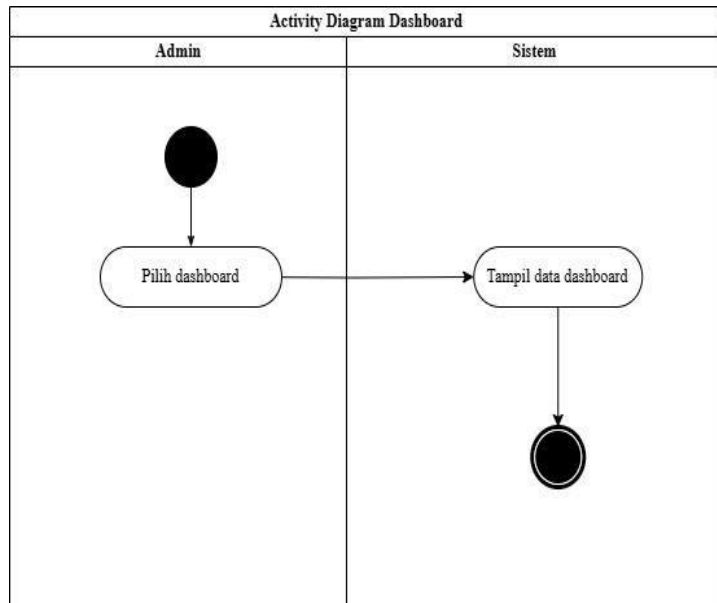 Activity Diagram Dashboard
Admin
Sistem
Pilih dashboard
Tampil data dashboard